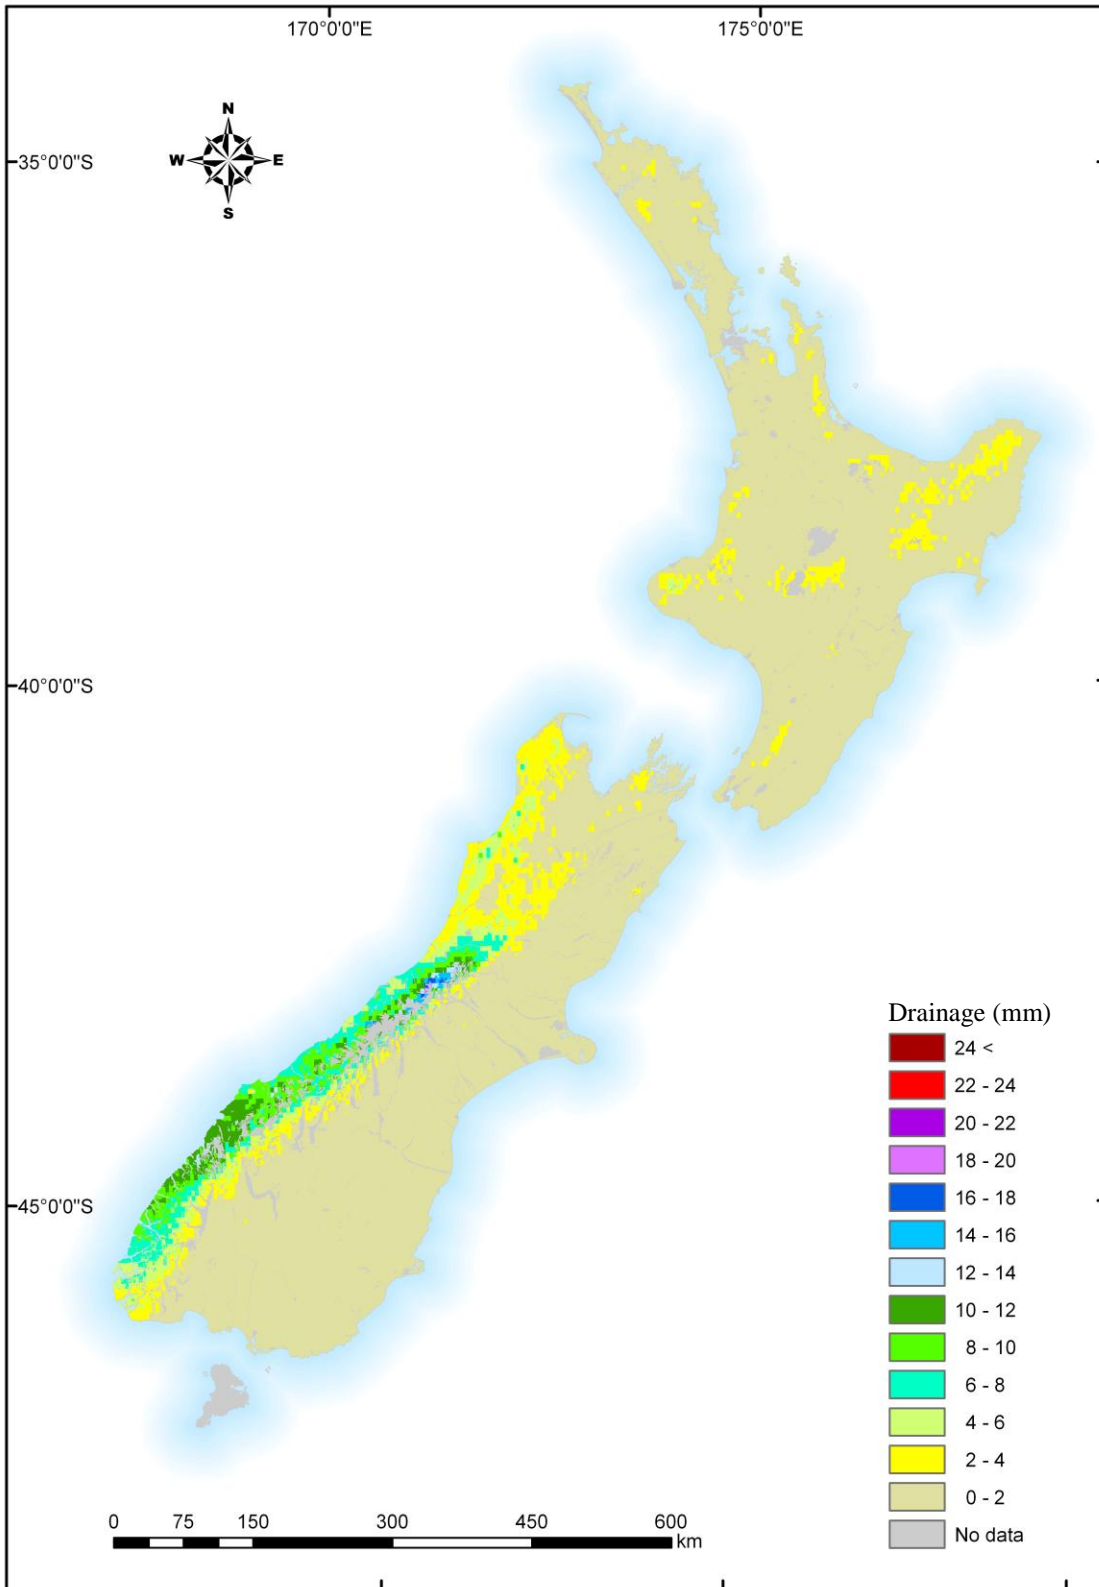 170°0'0"E 175°0'0"E
N
W E
S
35°0'0"S
40°0'0"S
45°0'0"S
Drainage (mm)
24 <
22 - 24
20 - 22
18 - 20
16 - 18
14 - 16
12 - 14
10 - 12
8 - 10
6 - 8
4 - 6
2 - 4
0 - 2
No data
0 75 150 300 450 600
km